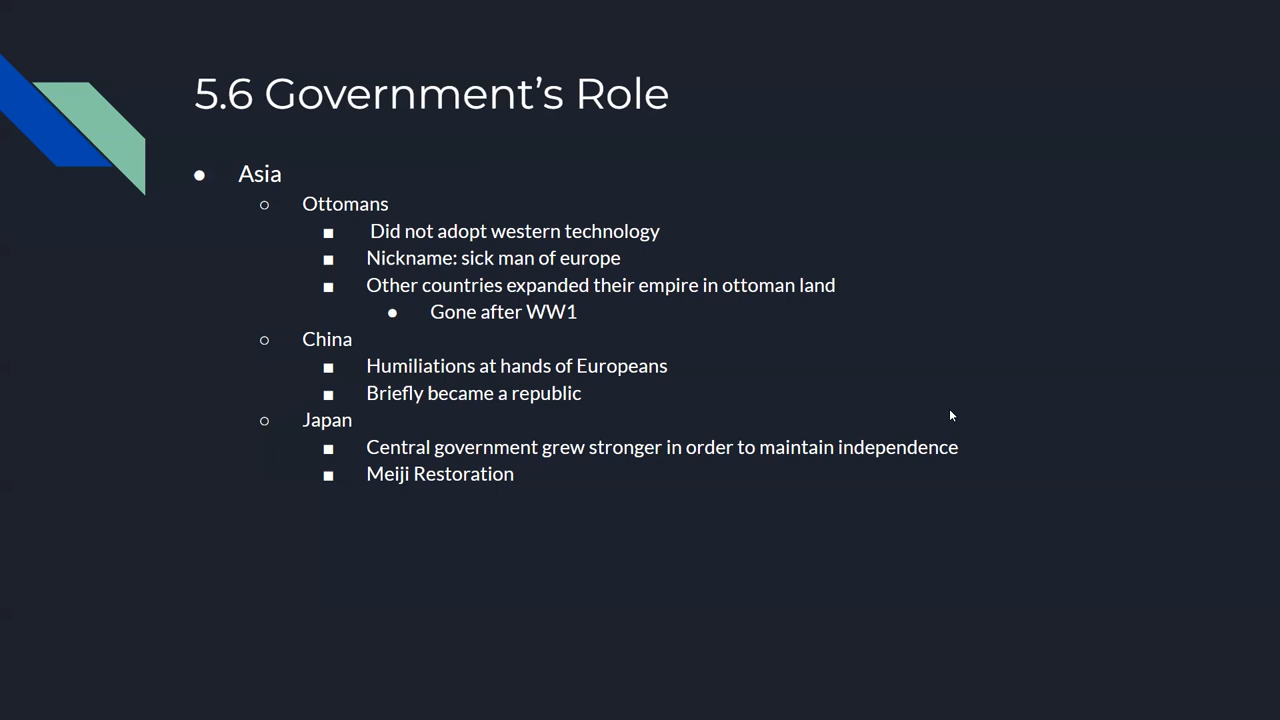 5.6 Government’s Role
● Asia
○ Ottomans
■ Did not adopt western technology
■ Nickname: sick man of europe
■ Other countries expanded their empire in ottoman land
● Gone after WW1
○ China
■ Humiliations at hands of Europeans
■ Briefly became a republic
○ Japan
■ Central government grew stronger in order to maintain independence
■ Meiji Restoration